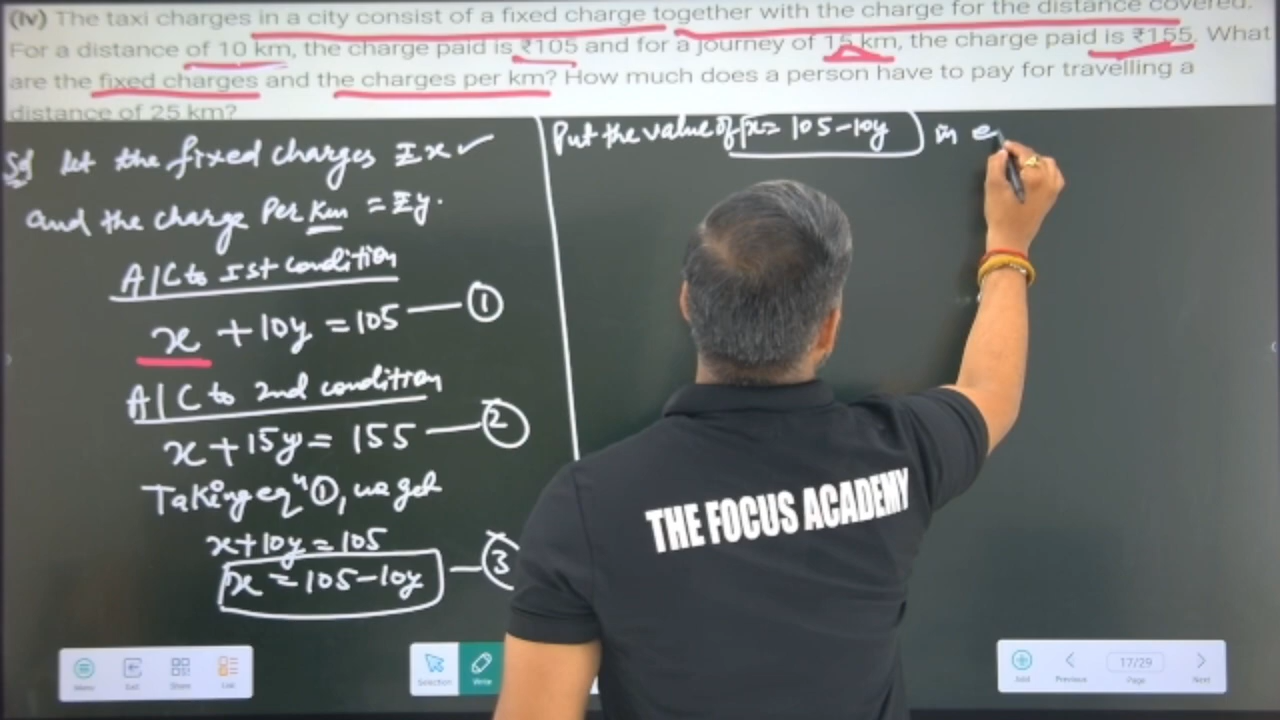 (iv) The taxi charges in a city consist of a fixed charge together with the charge for the distance covered.
For a distance of 10 km, the charge paid is ₹105 and for a journey of 15 km, the charge paid is ₹155. What
are the fixed charges and the charges per km? How much does a person have to pay for travelling a
distance of 25 km?
Sol let the fixed charges ₹x ✓
and the charge Per Km = ₹y.
A/C to Ist condition
x + 10y = 105 — ①
A/C to 2nd condition
x + 15y = 155 — ②
Taking eqⁿ ①, we get
x+10y = 105
x = 105-10y — ③
Put the value of x = 105-10y in e
THE FOCUS ACADEMY
Menu
Exit
Share
List
Selection
Write
Add
Previous
17/29
Page
Next